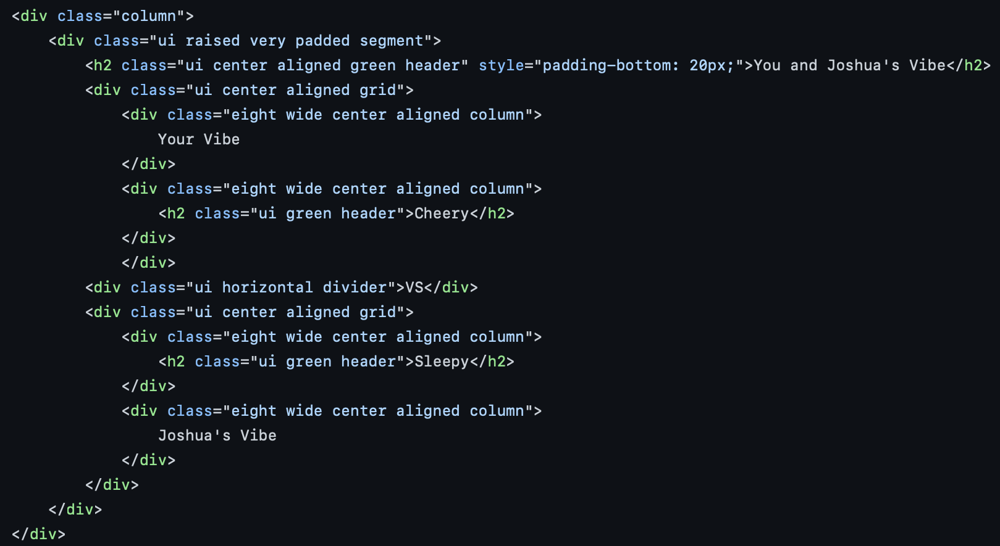 <div class="column">
    <div class="ui raised very padded segment">
        <h2 class="ui center aligned green header" style="padding-bottom: 20px;">You and Joshua's Vibe</h2>
        <div class="ui center aligned grid">
            <div class="eight wide center aligned column">
                Your Vibe
            </div>
            <div class="eight wide center aligned column">
                <h2 class="ui green header">Cheery</h2>
            </div>
            </div>
        <div class="ui horizontal divider">VS</div>
        <div class="ui center aligned grid">
            <div class="eight wide center aligned column">
                <h2 class="ui green header">Sleepy</h2>
            </div>
            <div class="eight wide center aligned column">
                Joshua's Vibe
            </div>
        </div>
    </div>
</div>